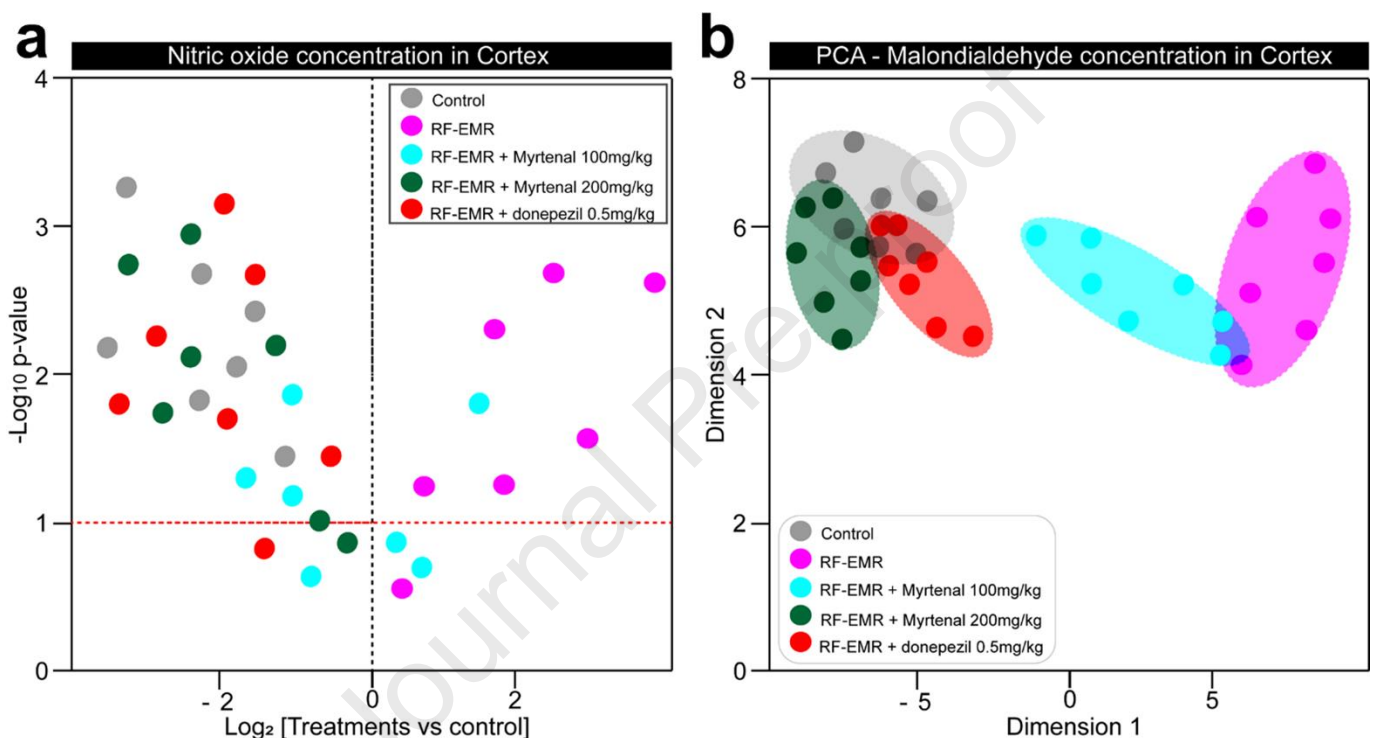 a
Nitric oxide concentration in Cortex
4
3
2
1
0
-Log₁₀ p-value
Control
RF-EMR
RF-EMR + Myrtenal 100mg/kg
RF-EMR + Myrtenal 200mg/kg
RF-EMR + donepezil 0.5mg/kg
- 2
0
2
Log₂ [Treatments vs control]
b
PCA - Malondialdehyde concentration in Cortex
8
6
4
2
0
Dimension 2
Control
RF-EMR
RF-EMR + Myrtenal 100mg/kg
RF-EMR + Myrtenal 200mg/kg
RF-EMR + donepezil 0.5mg/kg
- 5
0
5
Dimension 1
Journal Pre-proof